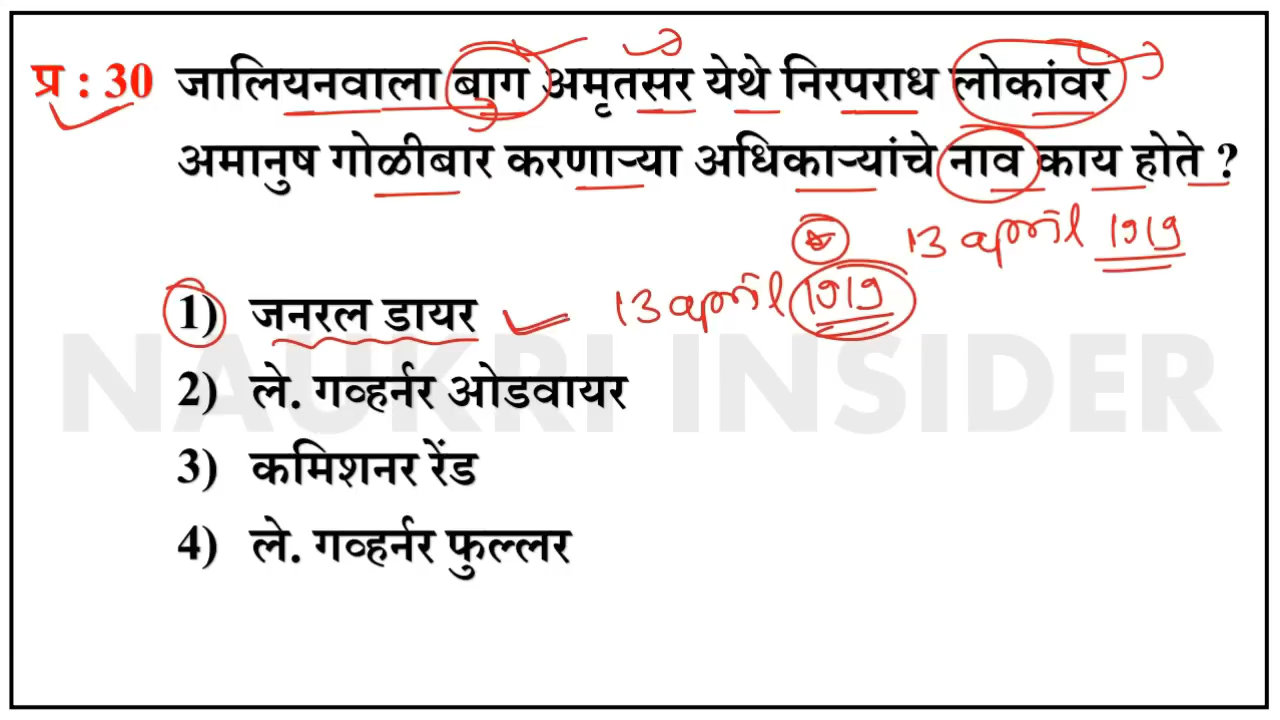 प्र : 30 जालियनवाला बाग अमृतसर येथे निरपराध लोकांवर
अमानुष गोळीबार करणाऱ्या अधिकाऱ्यांचे नाव काय होते ?
13 april 1919
1) जनरल डायर 13 april 1919
NAUKRI INSIDER
2) ले. गव्हर्नर ओडवायर
3) कमिशनर रेंड
4) ले. गव्हर्नर फुल्लर